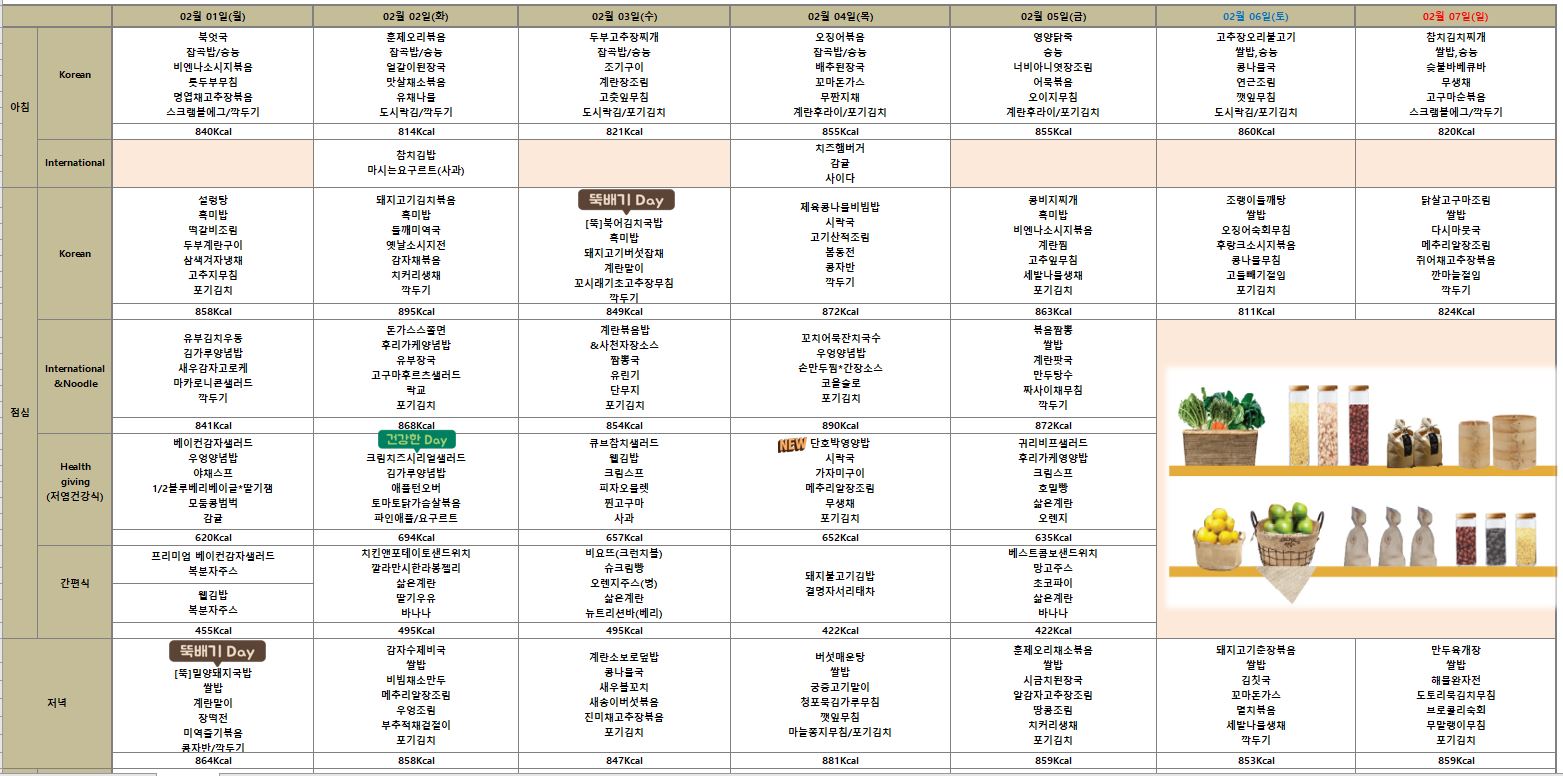 02월 01일(월) 02월 02일(화) 02월 03일(수) 02월 04일(목) 02월 05일(금) 02월 06일(토) 02월 07일(일)
아침
Korean
북엇국
잡곡밥/숭늉
비엔나소시지볶음
톳두부무침
명엽채고추장볶음
스크램블에그/깍두기
840Kcal
훈제오리볶음
잡곡밥/숭늉
얼갈이된장국
맛살채소볶음
유채나물
도시락김/깍두기
814Kcal
두부고추장찌개
잡곡밥/숭늉
조기구이
계란장조림
고춧잎무침
도시락김/포기김치
821Kcal
오징어볶음
잡곡밥/숭늉
배추된장국
꼬마돈가스
무짠지채
계란후라이/포기김치
855Kcal
영양닭죽
숭늉
너비아니엿장조림
어묵볶음
오이지무침
계란후라이/포기김치
855Kcal
고추장오리불고기
쌀밥,숭늉
콩나물국
연근조림
깻잎무침
도시락김/포기김치
860Kcal
참치김치찌개
쌀밥,숭늉
숯불바베큐바
무생채
고구마순볶음
스크램블에그/깍두기
820Kcal
International
참치김밥
마시는요구르트(사과)
치즈햄버거
감귤
사이다
점심
Korean
설렁탕
흑미밥
떡갈비조림
두부계란구이
삼색겨자냉채
고추지무침
포기김치
858Kcal
돼지고기김치볶음
흑미밥
들깨미역국
옛날소시지전
감자채볶음
치커리생채
깍두기
895Kcal
뚝배기 Day
[뚝]북어김치국밥
흑미밥
돼지고기버섯잡채
계란말이
꼬시래기초고추장무침
깍두기
849Kcal
제육콩나물비빔밥
시락국
고기산적조림
봄동전
콩자반
깍두기
872Kcal
콩비지찌개
흑미밥
비엔나소시지볶음
계란찜
고추잎무침
세발나물생채
포기김치
863Kcal
조랭이들깨탕
쌀밥
오징어숙회무침
후랑크소시지볶음
콩나물무침
고들빼기절임
포기김치
811Kcal
닭살고구마조림
쌀밥
다시마뭇국
메추리알장조림
쥐어채고추장볶음
깐마늘절임
깍두기
824Kcal
International
&Noodle
유부김치우동
김가루양념밥
새우감자고로케
마카로니콘샐러드
깍두기
841Kcal
돈가스스쫄면
후리가케양념밥
유부장국
고구마후르츠샐러드
락교
포기김치
868Kcal
계란볶음밥
&사천자장소스
짬뽕국
유린기
단무지
포기김치
854Kcal
꼬치어묵잔치국수
우엉양념밥
손만두찜*간장소스
코울슬로
포기김치
890Kcal
볶음짬뽕
쌀밥
계란팟국
만두탕수
짜사이채무침
깍두기
872Kcal
Health
giving
(저염건강식)
베이컨감자샐러드
우엉양념밥
야채스프
1/2블루베리베이글*딸기잼
모둠콩범벅
감귤
620Kcal
건강한 Day
크림치즈시리얼샐러드
김가루양념밥
애플턴오버
토마토닭가슴살볶음
파인애플/요구르트
694Kcal
큐브참치샐러드
웰김밥
크림스프
피자오믈렛
찐고구마
사과
657Kcal
NEW 단호박영양밥
시락국
가자미구이
메추리알장조림
무생채
포기김치
652Kcal
귀리비프샐러드
후리가케영양밥
크림스프
호밀빵
삶은계란
오렌지
635Kcal
간편식
프리미엄 베이컨감자샐러드
복분자주스
웰김밥
복분자주스
455Kcal
치킨앤포테이토샌드위치
깔라만시한라봉젤리
삶은계란
딸기우유
바나나
495Kcal
비요뜨(크런치볼)
슈크림빵
오렌지주스(병)
삶은계란
뉴트리션바(베리)
495Kcal
돼지불고기김밥
결명자서리태차
422Kcal
베스트콤보샌드위치
망고주스
초코파이
삶은계란
바나나
422Kcal
저녁
뚝배기 Day
[뚝]밀양돼지국밥
쌀밥
계란말이
장떡전
미역줄기볶음
콩자반/깍두기
864Kcal
감자수제비국
쌀밥
비빔채소만두
메추리알장조림
우엉조림
부추적채겉절이
포기김치
858Kcal
계란소보로덮밥
콩나물국
새우볼꼬치
새송이버섯볶음
진미채고추장볶음
포기김치
847Kcal
버섯매운탕
쌀밥
궁중고기말이
청포묵김가루무침
깻잎무침
마늘쫑지무침/포기김치
881Kcal
훈제오리채소볶음
쌀밥
시금치된장국
알감자고추장조림
땅콩조림
치커리생채
포기김치
859Kcal
돼지고기춘장볶음
쌀밥
김칫국
꼬마돈가스
멸치볶음
세발나물생채
깍두기
853Kcal
만두육개장
쌀밥
해물완자전
도토리묵김치무침
브로콜리숙회
무말랭이무침
포기김치
859Kcal